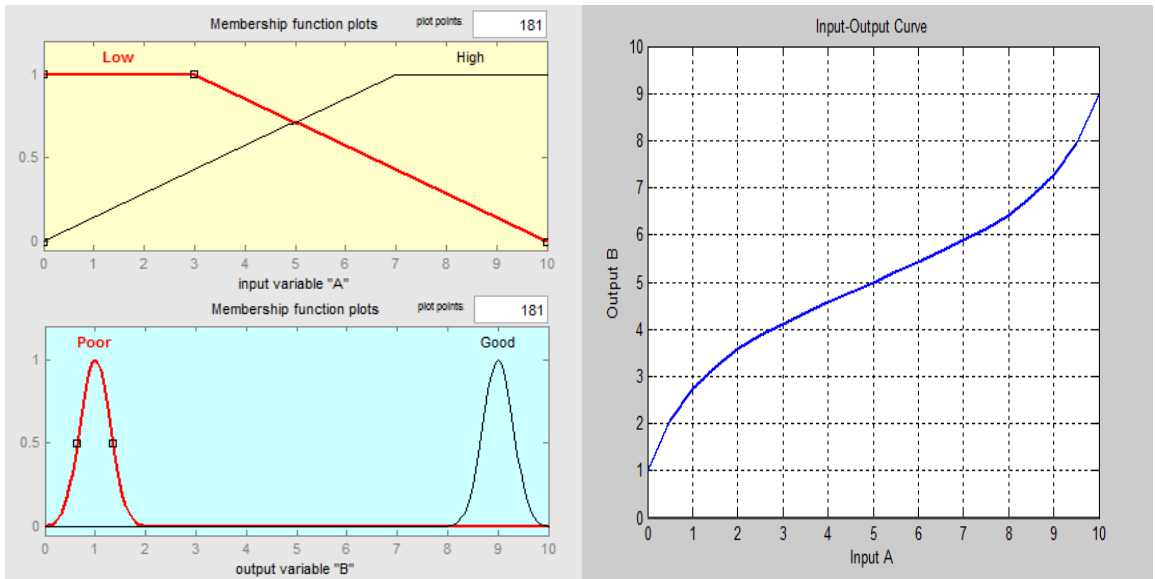 Membership function plots plot points: 181
Low High
1
0.5
0
0 1 2 3 4 5 6 7 8 9 10
input variable "A"
Membership function plots plot points: 181
Poor Good
1
0.5
0
0 1 2 3 4 5 6 7 8 9 10
output variable "B"
Input-Output Curve
10
9
8
7
6
5
4
3
2
1
0
Output B
0 1 2 3 4 5 6 7 8 9 10
Input A